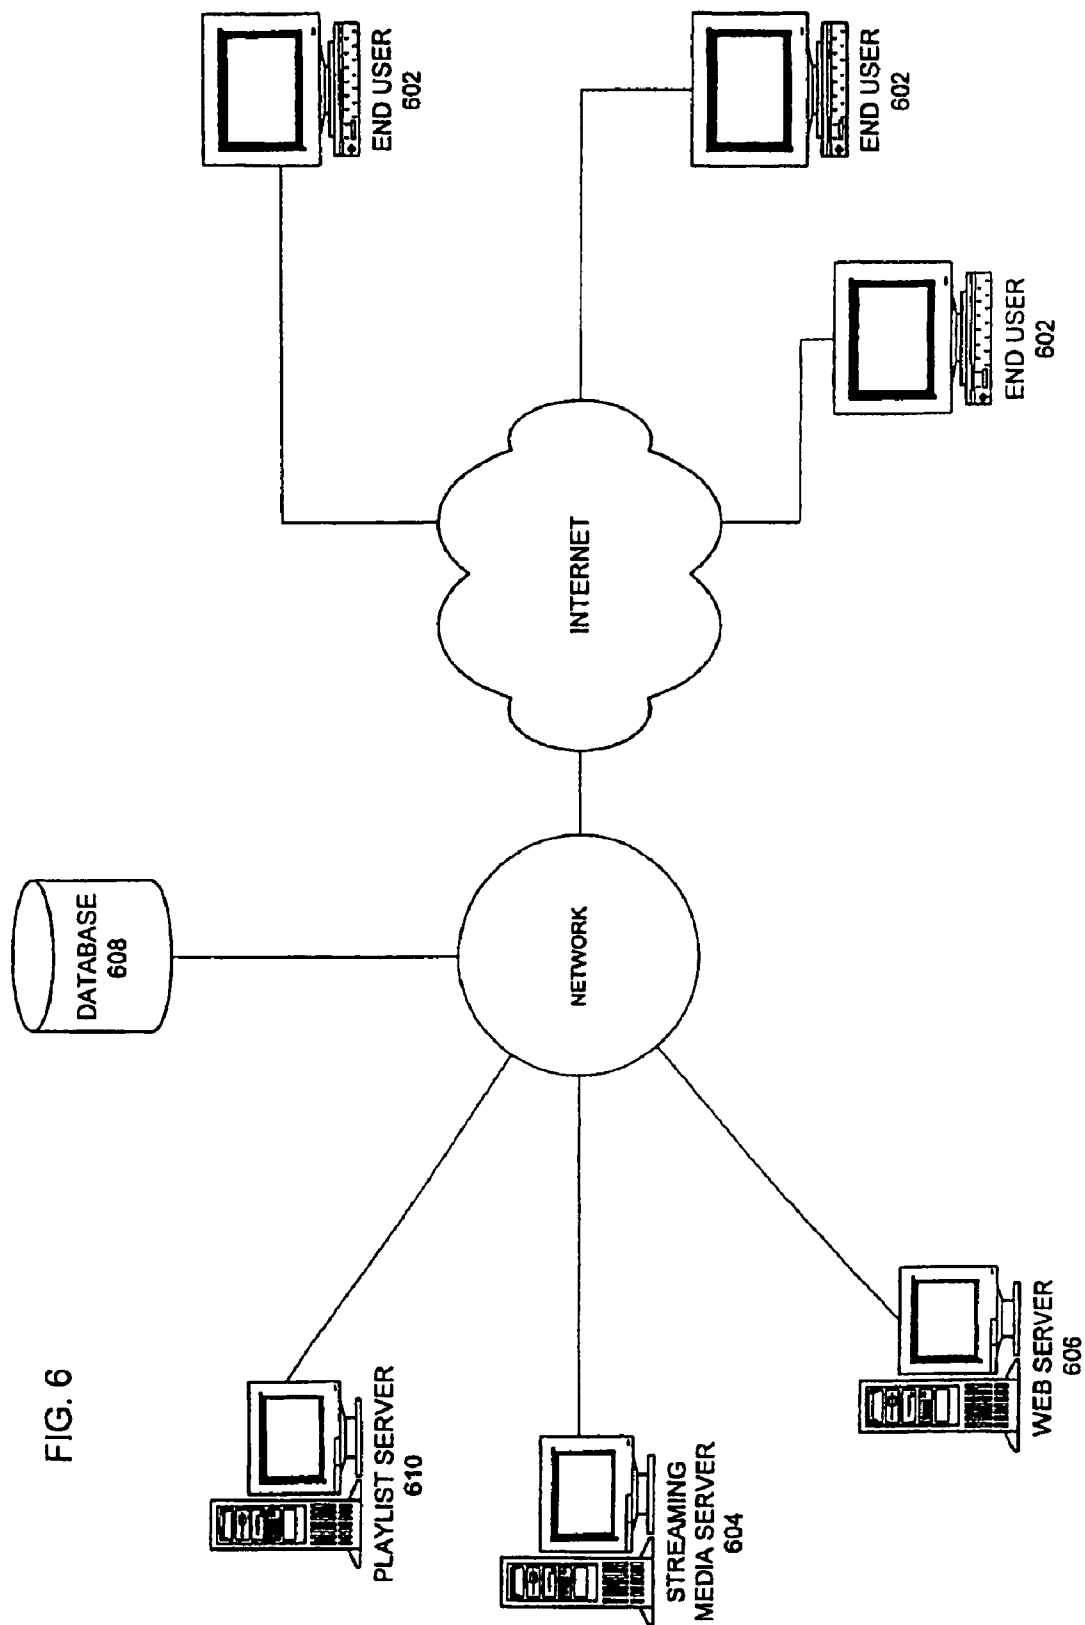 FIG. 6
DATABASE
608
PLAYLIST SERVER
610
STREAMING
MEDIA SERVER
604
WEB SERVER
606
NETWORK
INTERNET
END USER
602
END USER
602
END USER
602